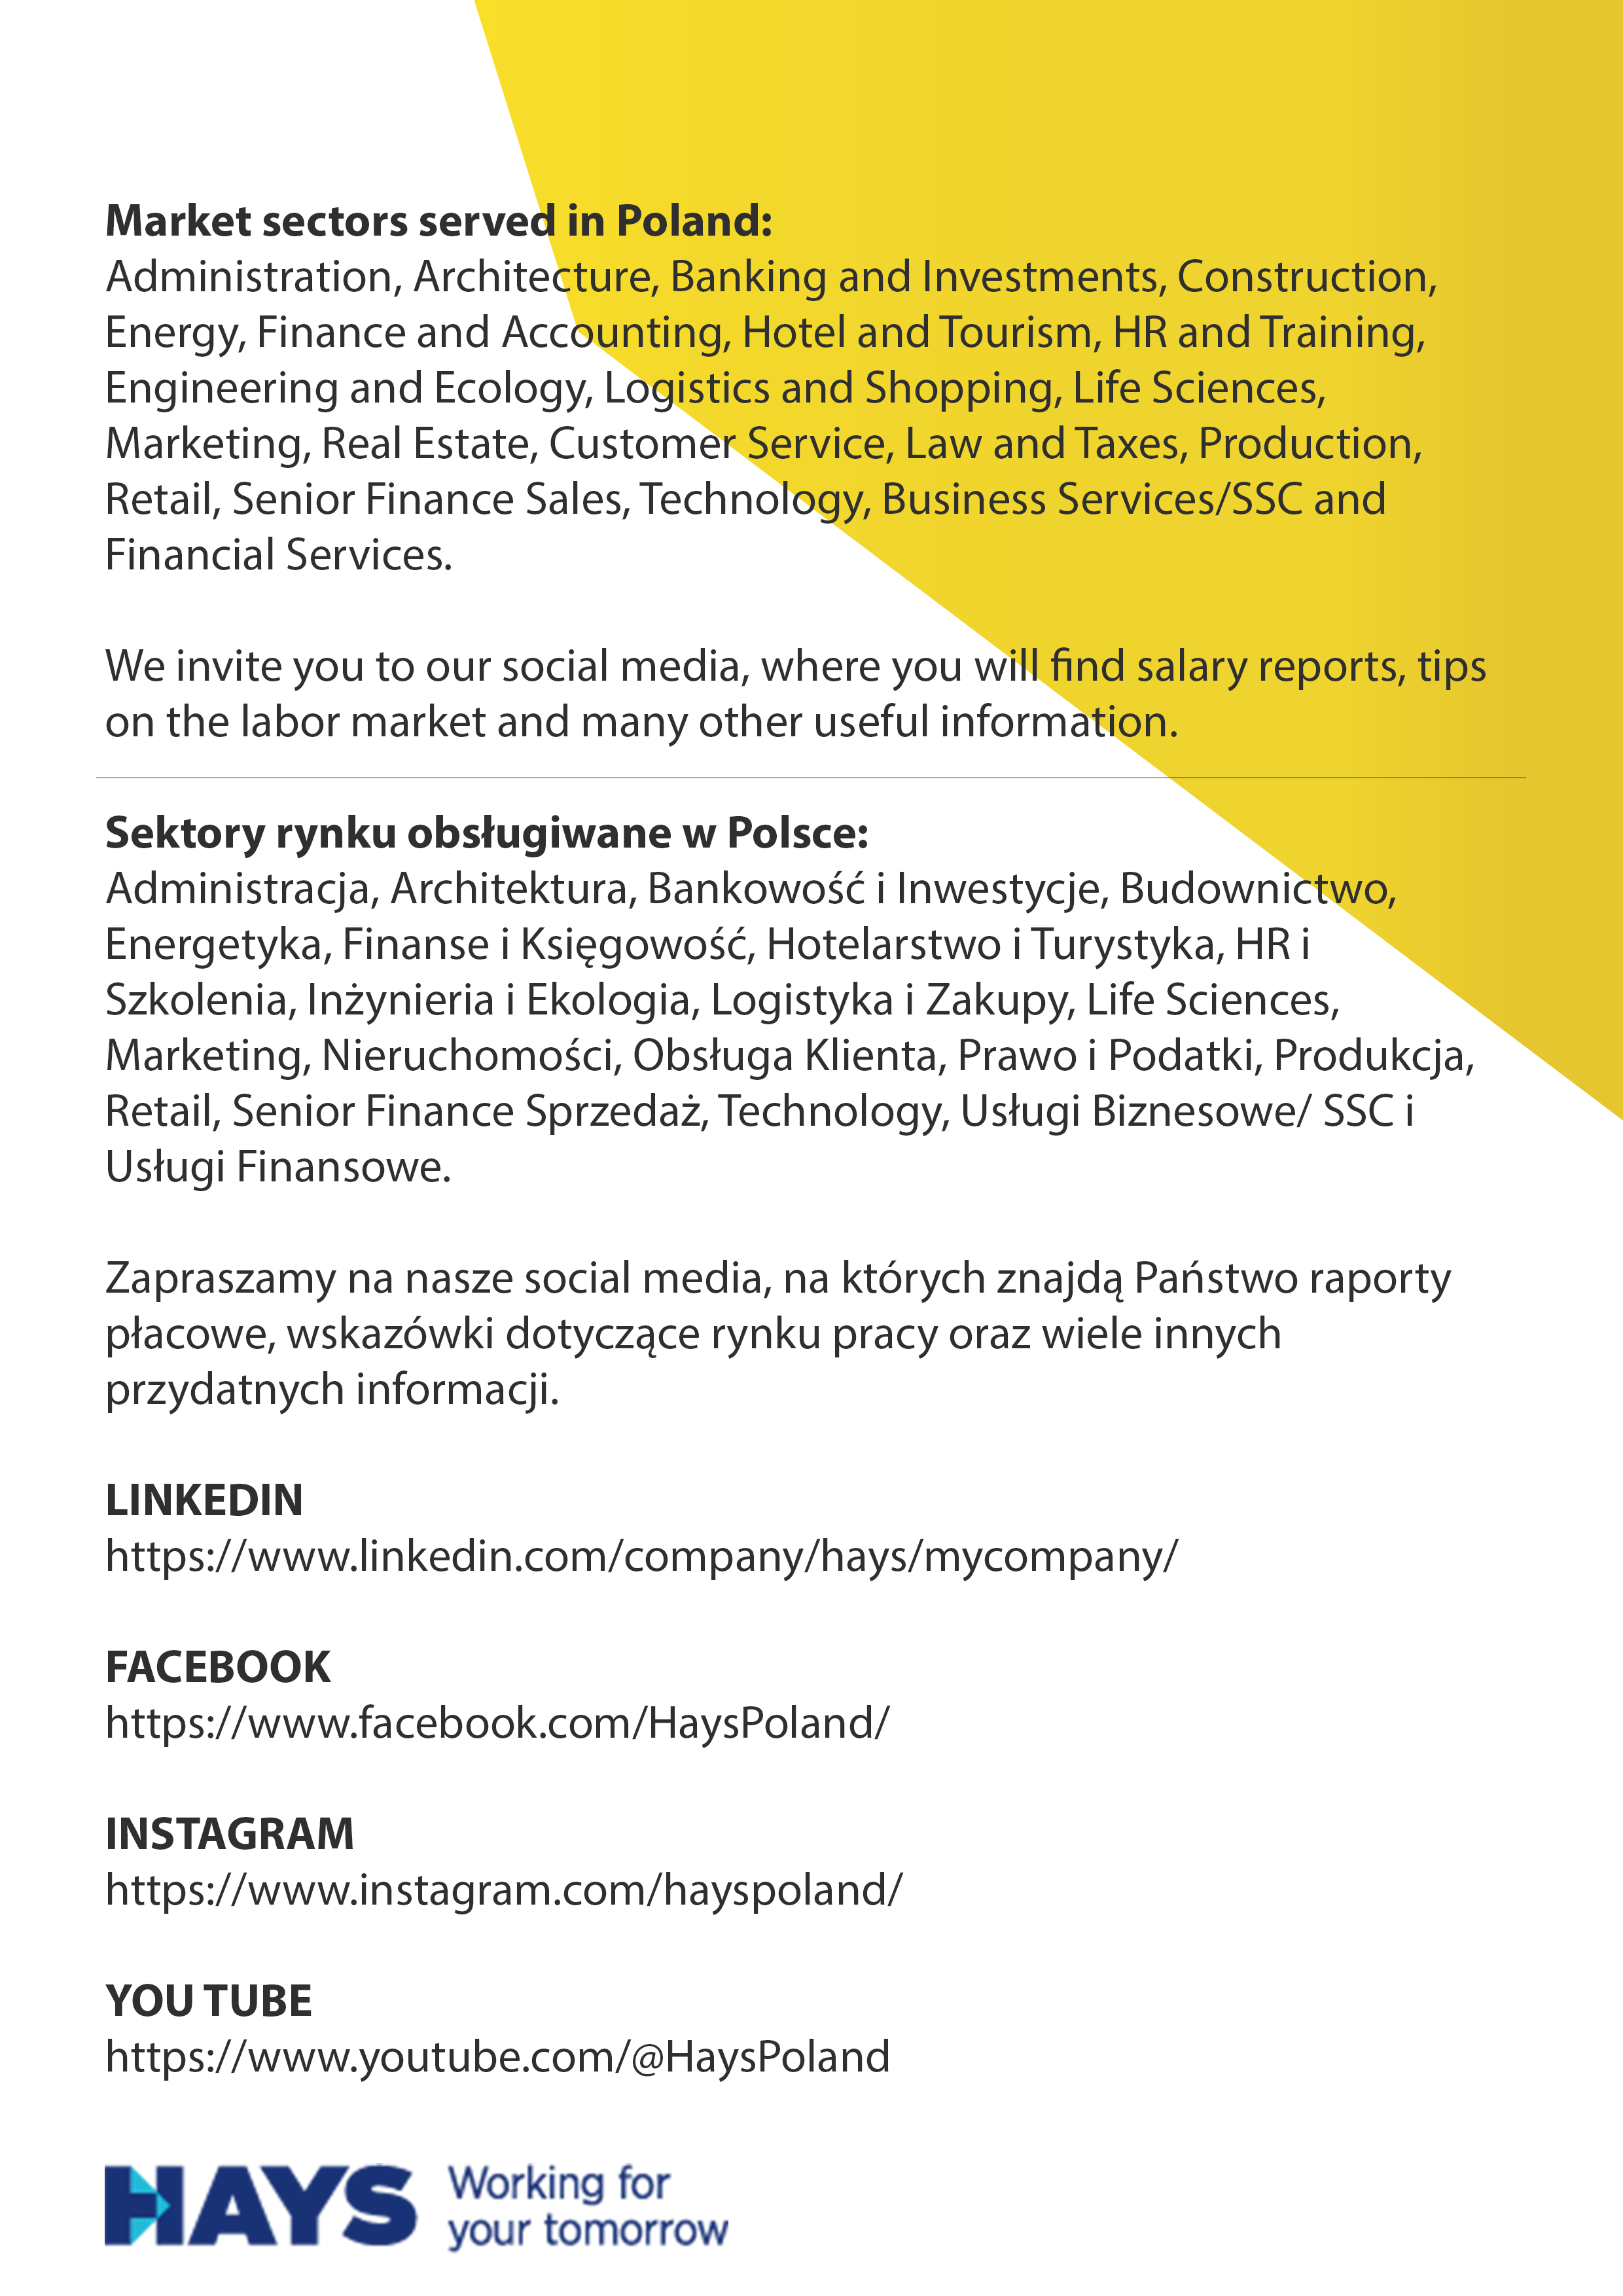 Market sectors served in Poland:
Administration, Architecture, Banking and Investments, Construction,
Energy, Finance and Accounting, Hotel and Tourism, HR and Training,
Engineering and Ecology, Logistics and Shopping, Life Sciences,
Marketing, Real Estate, Customer Service, Law and Taxes, Production,
Retail, Senior Finance Sales, Technology, Business Services/SSC and
Financial Services.
We invite you to our social media, where you will find salary reports, tips
on the labor market and many other useful information.
Sektory rynku obsługiwane w Polsce:
Administracja, Architektura, Bankowość i Inwestycje, Budownictwo,
Energetyka, Finanse i Księgowość, Hotelarstwo i Turystyka, HR i
Szkolenia, Inżynieria i Ekologia, Logistyka i Zakupy, Life Sciences,
Marketing, Nieruchomości, Obsługa Klienta, Prawo i Podatki, Produkcja,
Retail, Senior Finance Sprzedaż, Technology, Usługi Biznesowe/ SSC i
Usługi Finansowe.
Zapraszamy na nasze social media, na których znajdą Państwo raporty
płacowe, wskazówki dotyczące rynku pracy oraz wiele innych
przydatnych informacji.
LINKEDIN
https://www.linkedin.com/company/hays/mycompany/
FACEBOOK
https://www.facebook.com/HaysPoland/
INSTAGRAM
https://www.instagram.com/hayspoland/
YOU TUBE
https://www.youtube.com/@HaysPoland
HAYS
Working for
your tomorrow